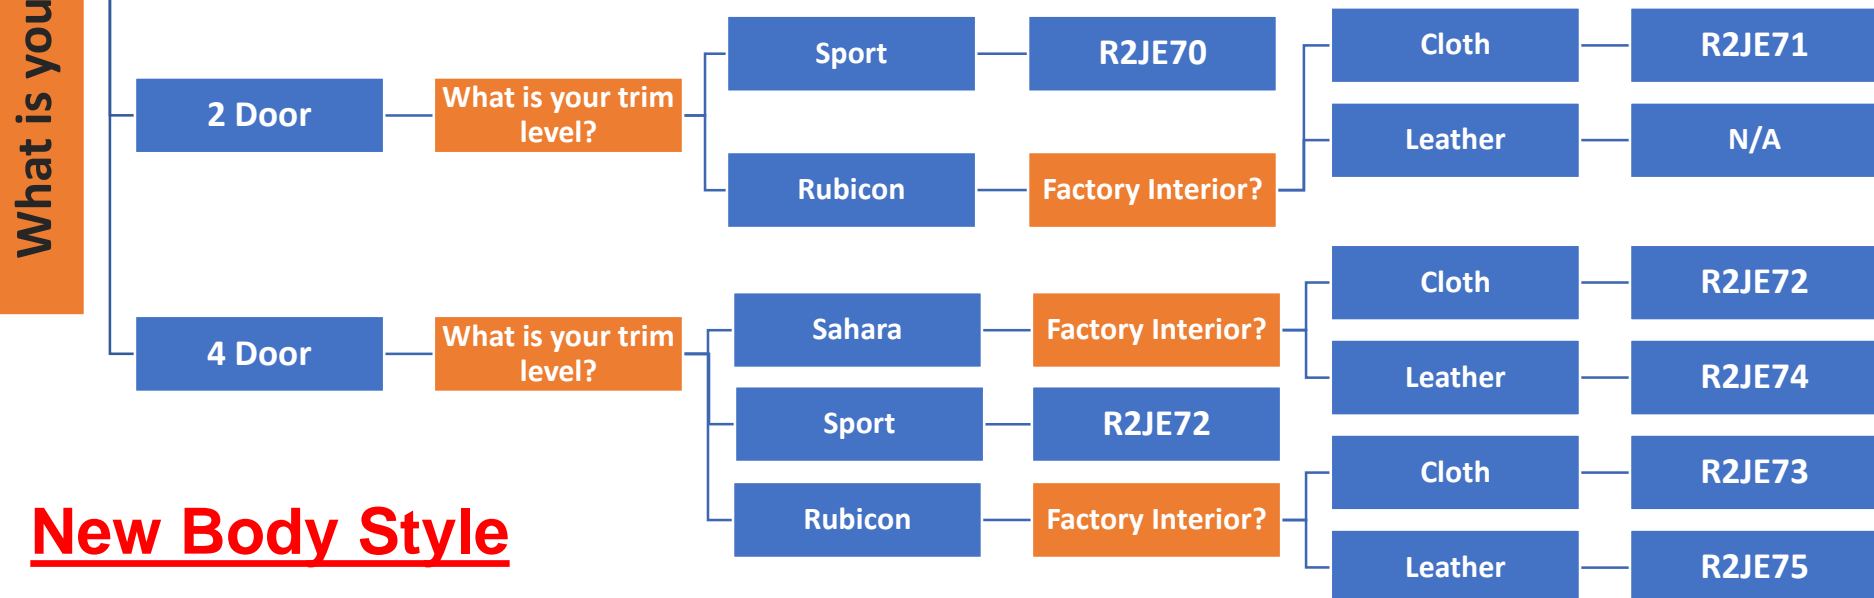 What is you
2 Door
What is your trim
level?
Sport
R2JE70
Rubicon
Factory Interior?
Cloth
R2JE71
Leather
N/A
4 Door
What is your trim
level?
Sahara
Factory Interior?
Cloth
R2JE72
Leather
R2JE74
Sport
R2JE72
Rubicon
Factory Interior?
Cloth
R2JE73
Leather
R2JE75
New Body Style